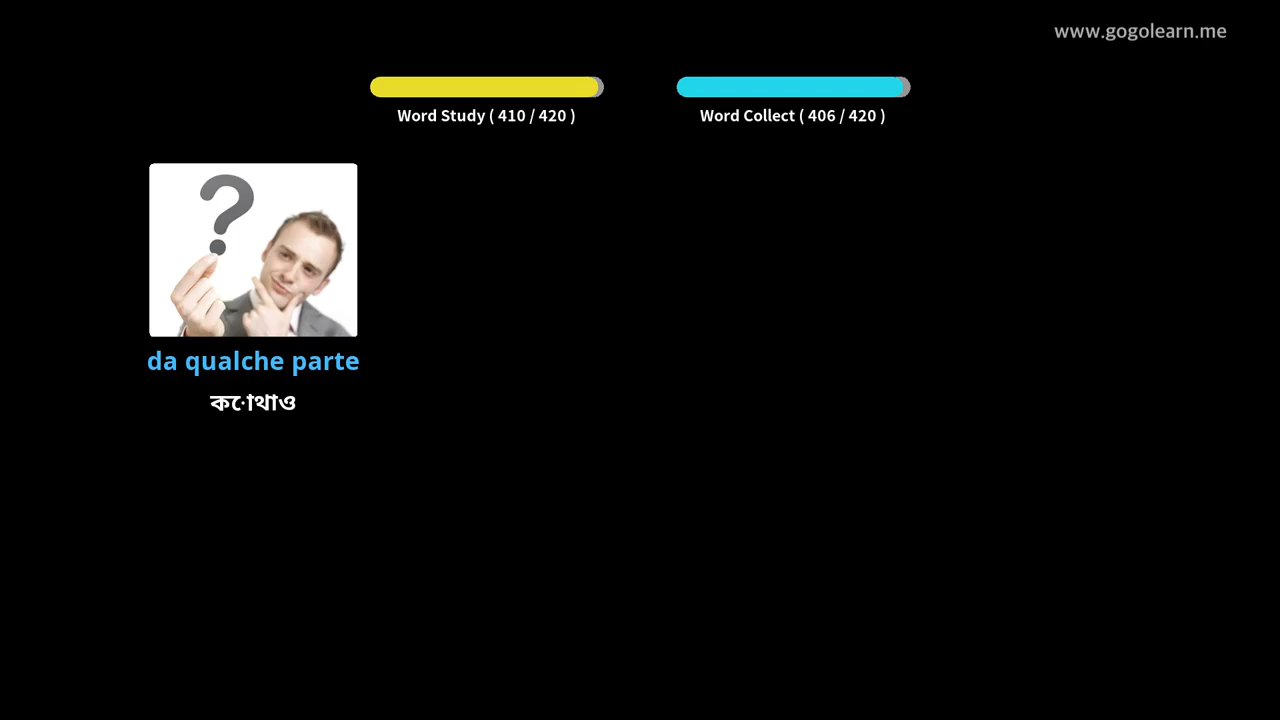 www.gogolearn.me
Word Study ( 410 / 420 )
Word Collect ( 406 / 420 )
?
da qualche parte
কোথাও